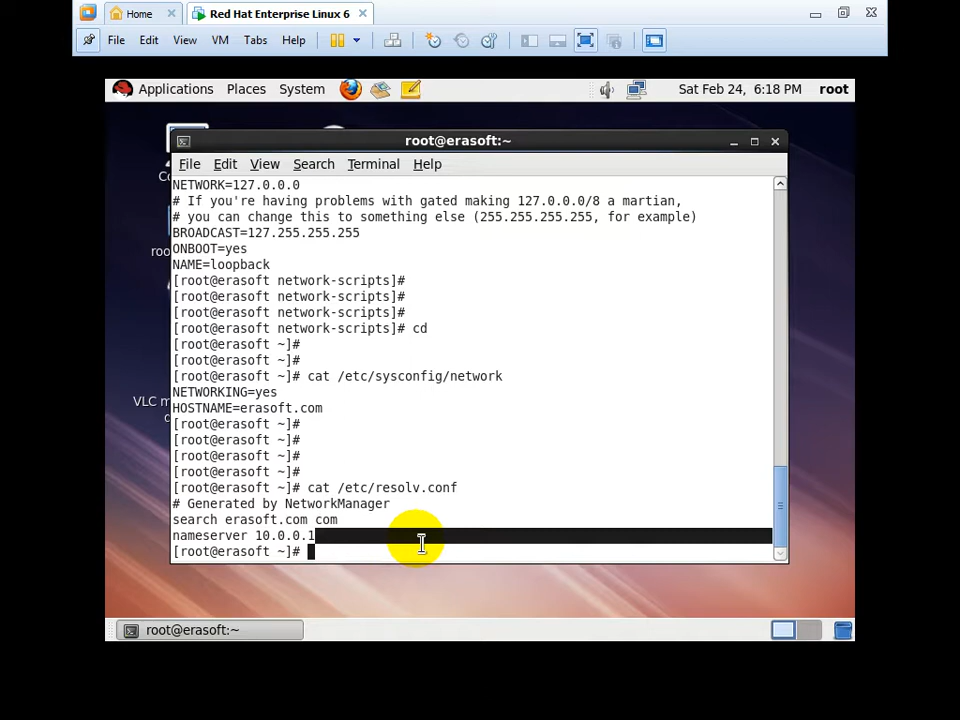 Home
Red Hat Enterprise Linux 6
File Edit View VM Tabs Help
Applications Places System Sat Feb 24, 6:18 PM root
root@erasoft:~
File Edit View Search Terminal Help
NETWORK=127.0.0.0
# If you're having problems with gated making 127.0.0.0/8 a martian,
# you can change this to something else (255.255.255.255, for example)
BROADCAST=127.255.255.255
ONBOOT=yes
NAME=loopback
[root@erasoft network-scripts]#
[root@erasoft network-scripts]#
[root@erasoft network-scripts]#
[root@erasoft network-scripts]# cd
[root@erasoft ~]#
[root@erasoft ~]#
[root@erasoft ~]# cat /etc/sysconfig/network
NETWORKING=yes
HOSTNAME=erasoft.com
[root@erasoft ~]#
[root@erasoft ~]#
[root@erasoft ~]#
[root@erasoft ~]#
[root@erasoft ~]# cat /etc/resolv.conf
# Generated by NetworkManager
search erasoft.com com
nameserver 10.0.0.1
[root@erasoft ~]#
VLC m
root@erasoft:~